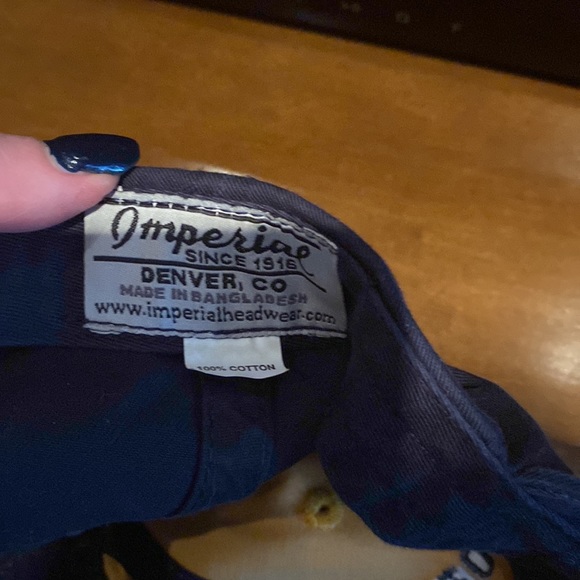 Imperial
SINCE 1916
DENVER, CO
MADE IN BANGLADESH
www.imperialheadwear.com
100% COTTON